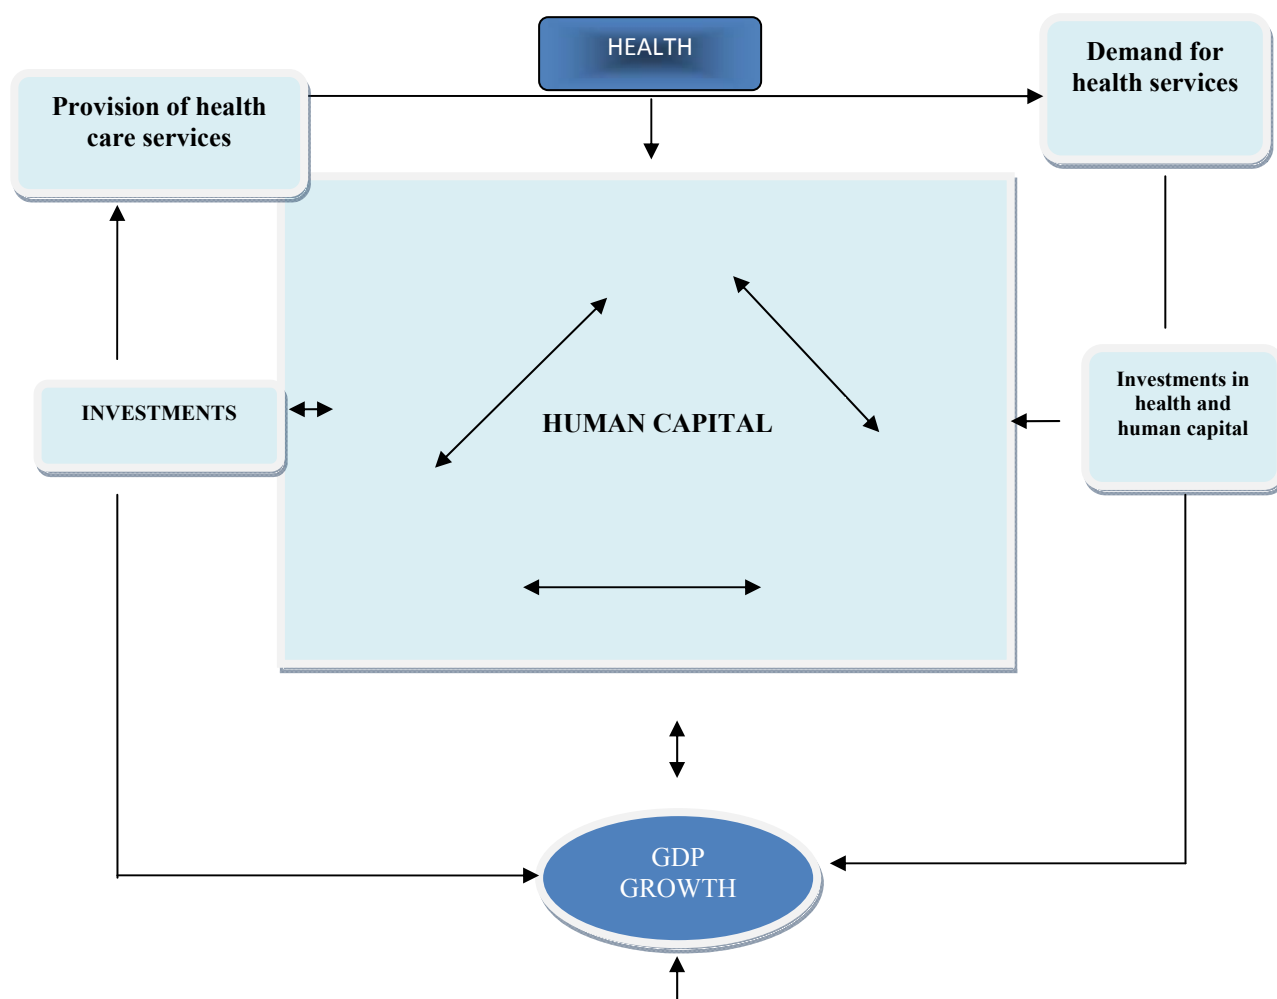 HEALTH
Demand for
health services
Provision of health
care services
INVESTMENTS
HUMAN CAPITAL
Investments in
health and
human capital
GDP
GROWTH